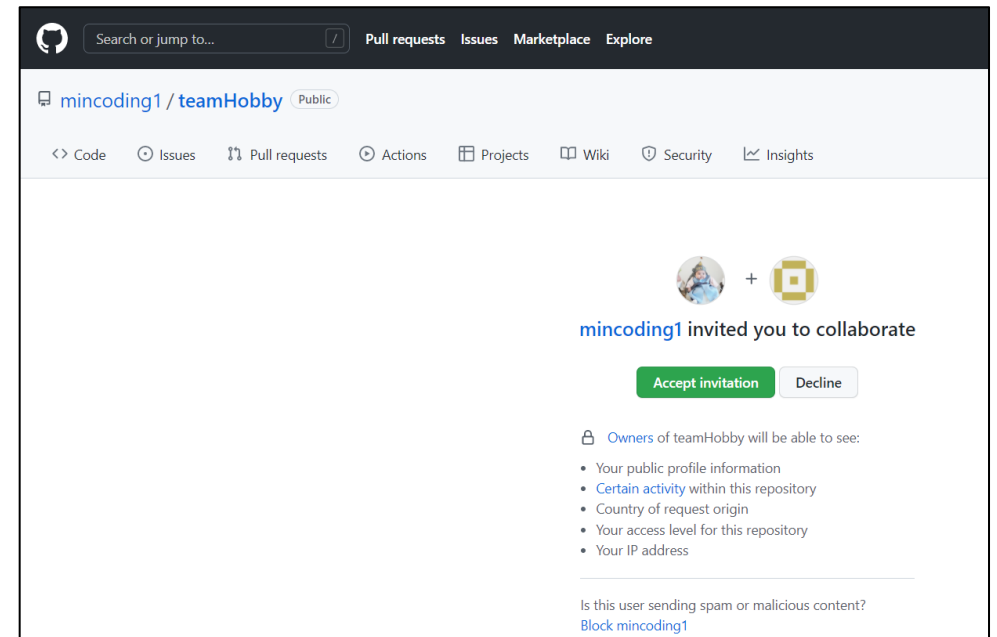 Search or jump to... /
Pull requests Issues Marketplace Explore
mincoding1 / teamHobby Public
<> Code Issues Pull requests Actions Projects Wiki Security Insights
+
mincoding1 invited you to collaborate
Accept invitation Decline
Owners of teamHobby will be able to see:
• Your public profile information
• Certain activity within this repository
• Country of request origin
• Your access level for this repository
• Your IP address
Is this user sending spam or malicious content?
Block mincoding1